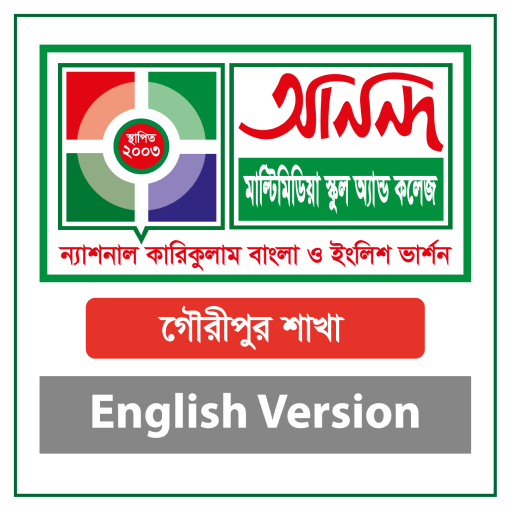 স্থাপিত
২০০৩
আনন্দ
মাল্টিমিডিয়া স্কুল অ্যান্ড কলেজ
ন্যাশনাল কারিকুলাম বাংলা ও ইংলিশ ভার্শন
গৌরীপুর শাখা
English Version